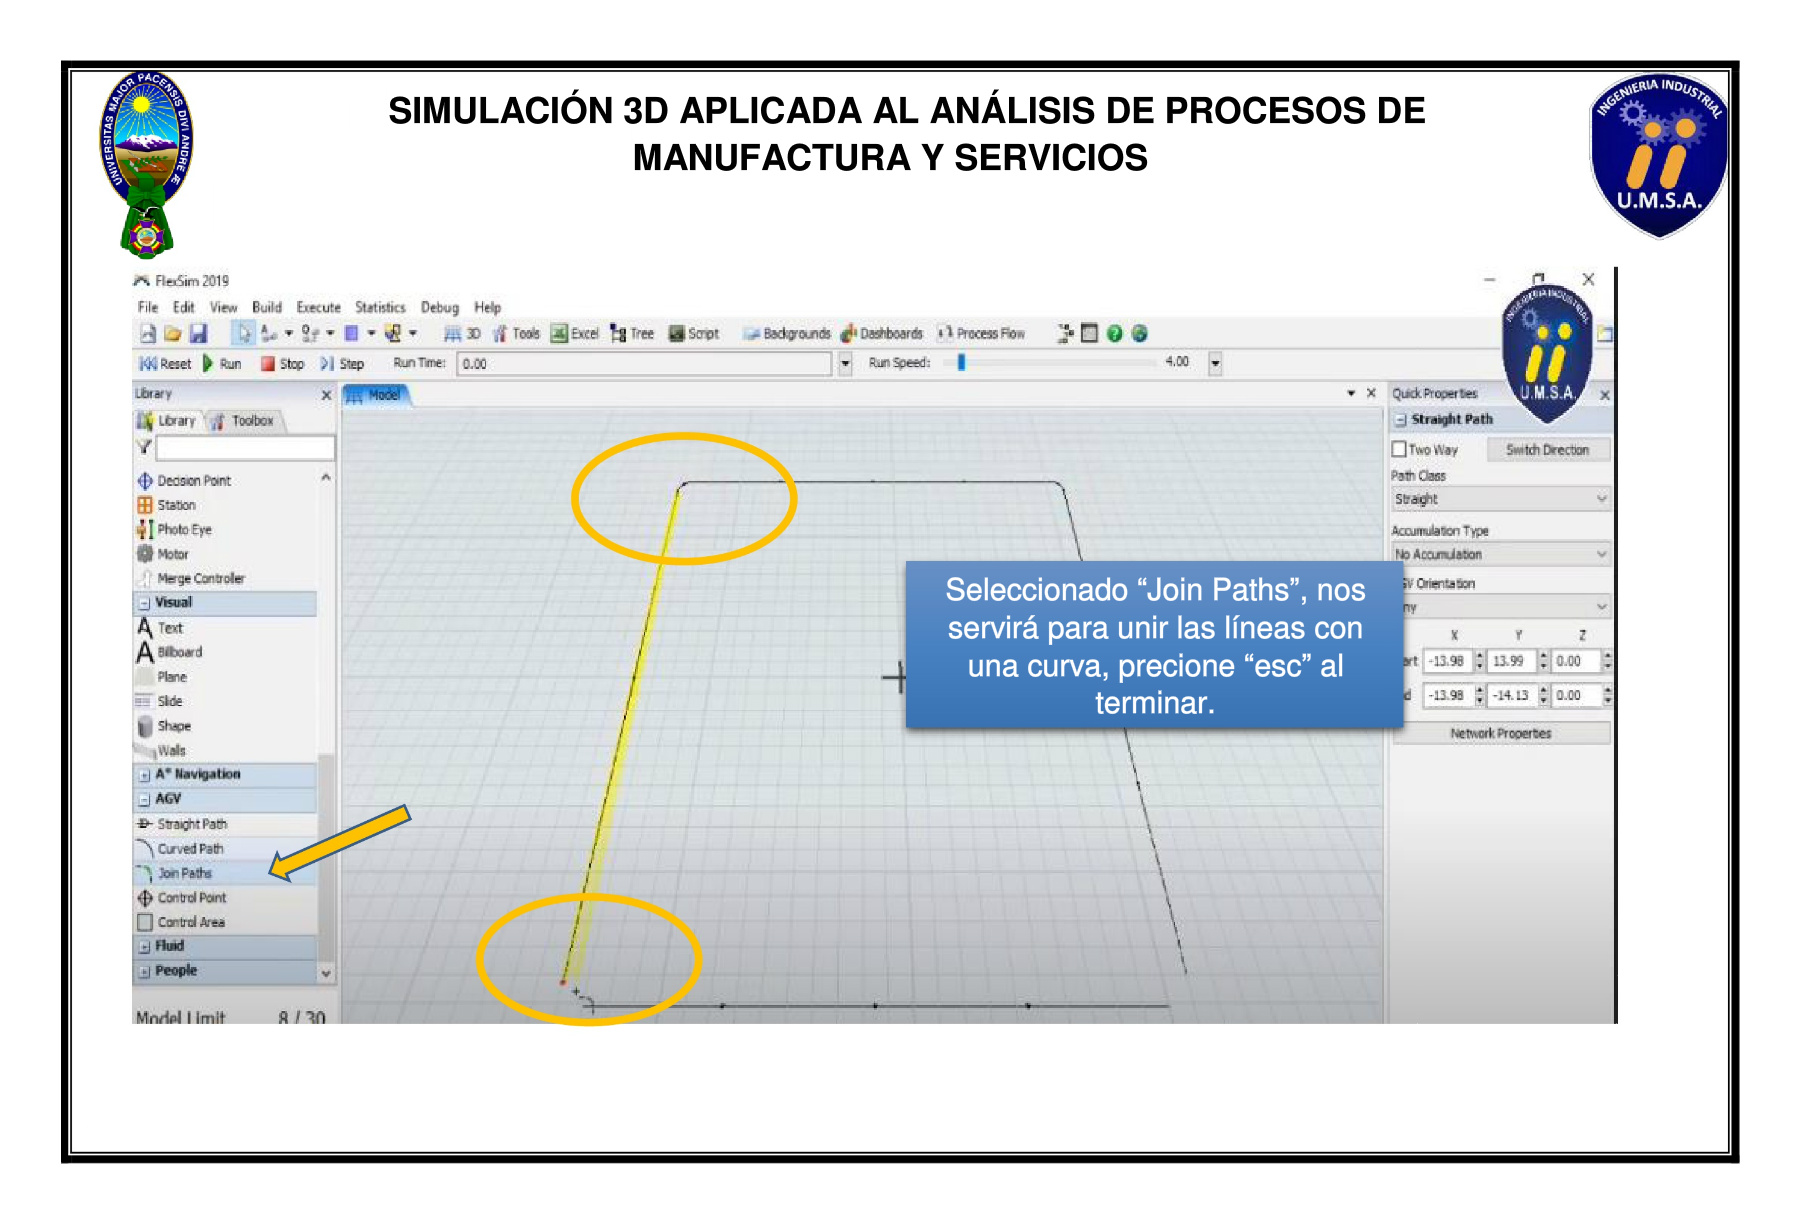 UNIVERSITAS MAJOR PACENSIS DIVI ANDRE Æ
SIMULACIÓN 3D APLICADA AL ANÁLISIS DE PROCESOS DE
MANUFACTURA Y SERVICIOS
INGENIERIA INDUSTRIAL
U.M.S.A.
FlexSim 2019
File Edit View Build Execute Statistics Debug Help
3D Tools Excel Tree Script Backgrounds Dashboards Process Flow
Reset Run Stop Step Run Time: 0.00 Run Speed: 4.00
INGENIERIA INDUSTRIAL
U.M.S.A.
Library
Model
Quick Properties
Library Toolbox
Straight Path
Two Way Switch Direction
Path Class
Straight
Accumulation Type
No Accumulation
GV Orientation
ny
X Y Z
art -13.98 13.99 0.00
d -13.98 -14.13 0.00
Network Properties
Decision Point
Station
Photo Eye
Motor
Merge Controller
Visual
Text
Billboard
Plane
Slide
Shape
Walls
A* Navigation
AGV
Straight Path
Curved Path
Join Paths
Control Point
Control Area
Fluid
People
Model Limit 8 / 30
Seleccionado “Join Paths”, nos
servirá para unir las líneas con
una curva, precione “esc” al
terminar.